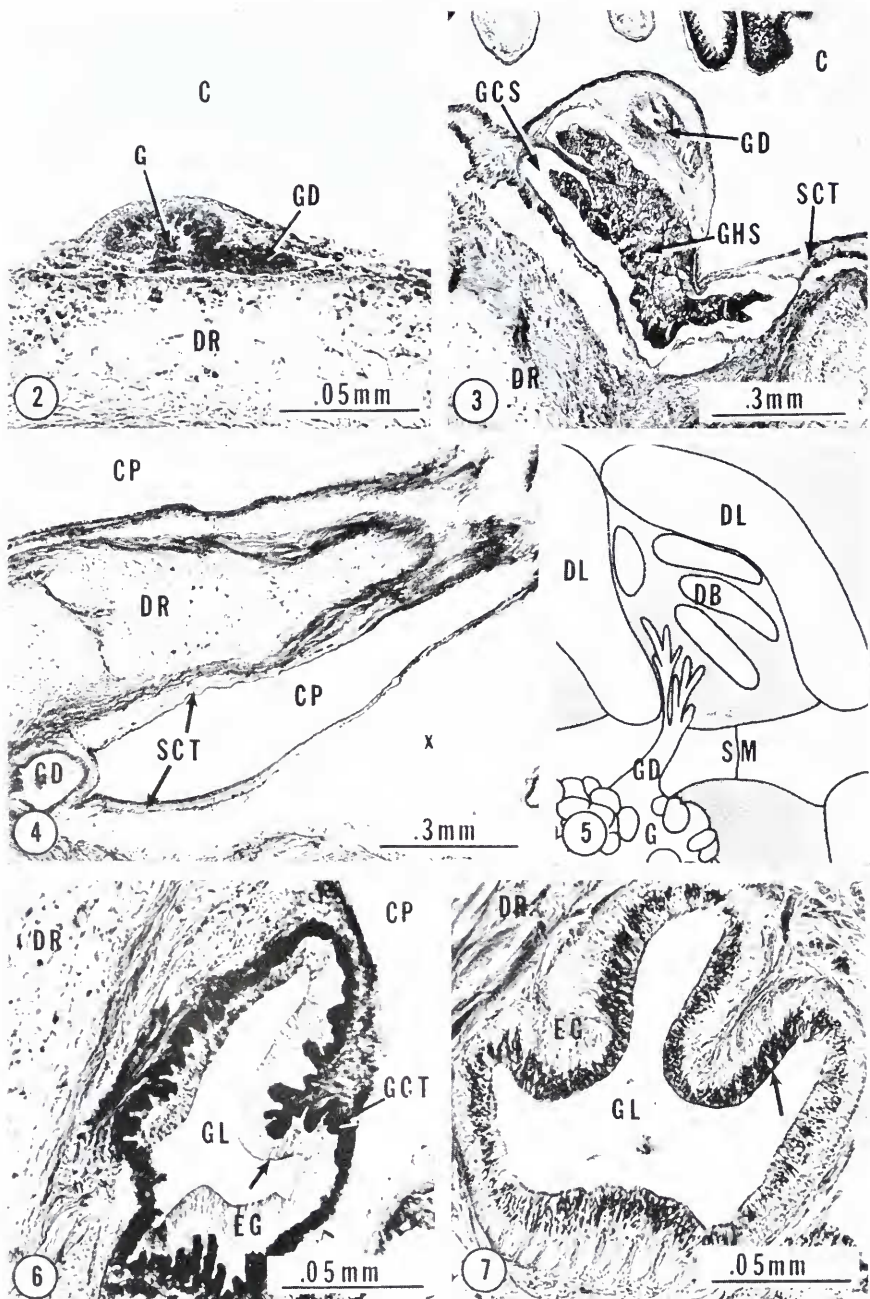 C
G
GD
DR
2
.05mm
C
GCS
GD
SCT
GHS
DR
3
.3mm
CP
DR
CP
SCT
x
GD
4
.3mm
DL
DL
DB
SM
GD
G
5
DR
CP
GCT
GL
EG
6
.05mm
DR
EG
GL
7
.05mm